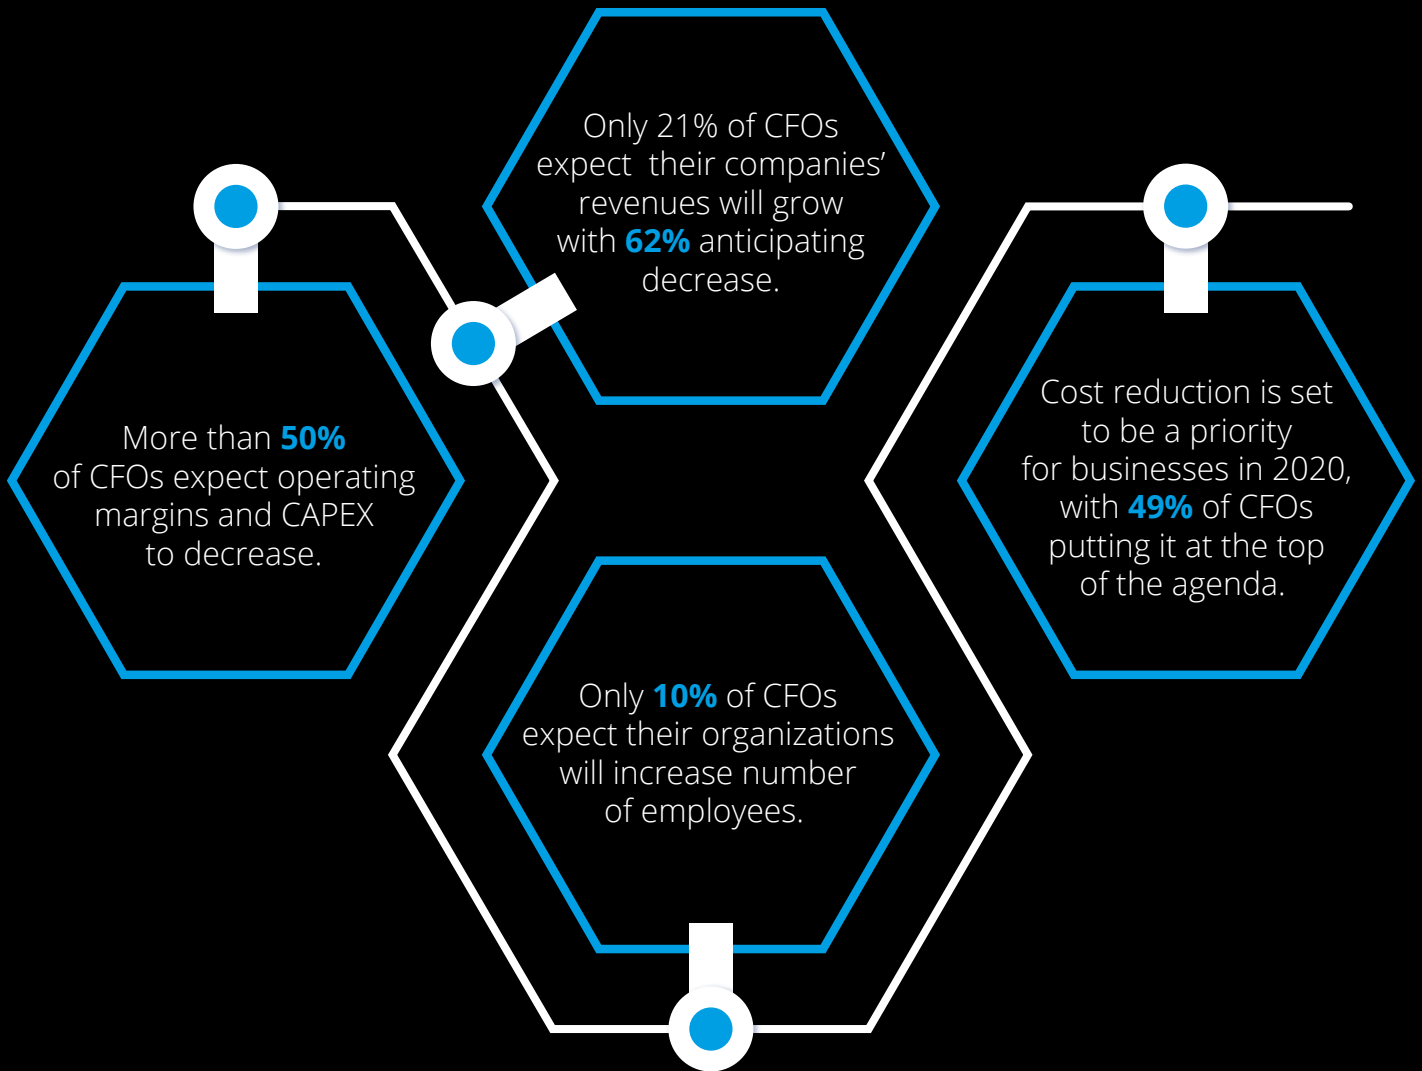 Only 21% of CFOs
expect their companies’
revenues will grow
with 62% anticipating
decrease.
More than 50%
of CFOs expect operating
margins and CAPEX
to decrease.
Cost reduction is set
to be a priority
for businesses in 2020,
with 49% of CFOs
putting it at the top
of the agenda.
Only 10% of CFOs
expect their organizations
will increase number
of employees.